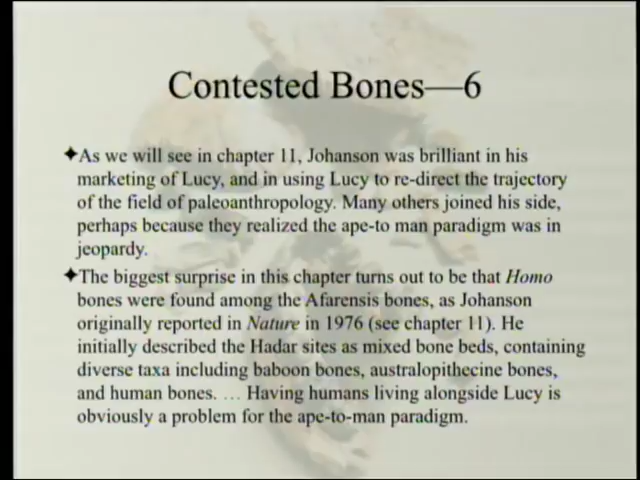 Contested Bones—6
✦As we will see in chapter 11, Johanson was brilliant in his
marketing of Lucy, and in using Lucy to re-direct the trajectory
of the field of paleoanthropology. Many others joined his side,
perhaps because they realized the ape-to man paradigm was in
jeopardy.
✦The biggest surprise in this chapter turns out to be that Homo
bones were found among the Afarensis bones, as Johanson
originally reported in Nature in 1976 (see chapter 11). He
initially described the Hadar sites as mixed bone beds, containing
diverse taxa including baboon bones, australopithecine bones,
and human bones. … Having humans living alongside Lucy is
obviously a problem for the ape-to-man paradigm.